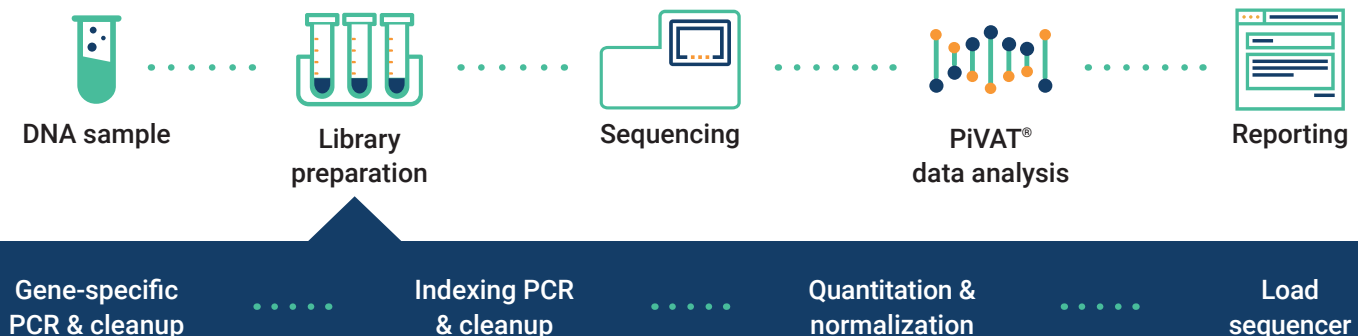 DNA sample
Library
preparation
Sequencing
PiVAT®
data analysis
Reporting
Gene-specific
PCR & cleanup
Indexing PCR
& cleanup
Quantitation &
normalization
Load
sequencer